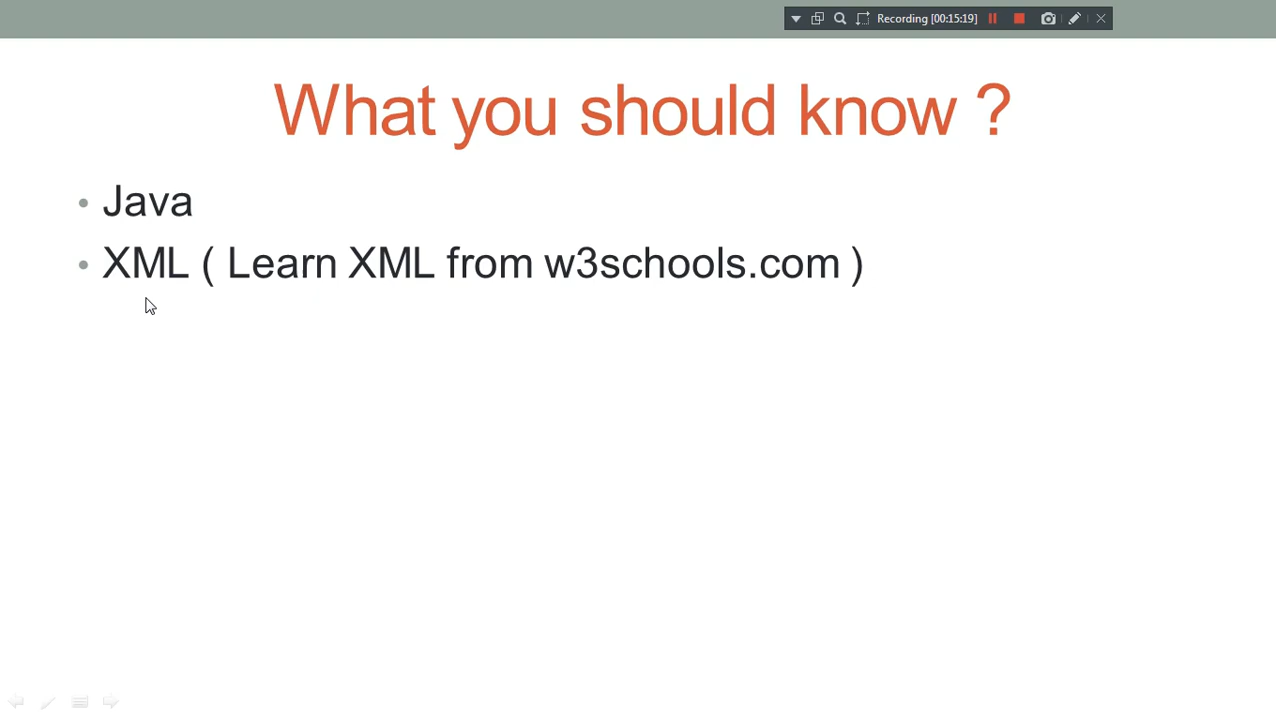 Recording [00:15:19]
What you should know ?
• Java
• XML ( Learn XML from w3schools.com )